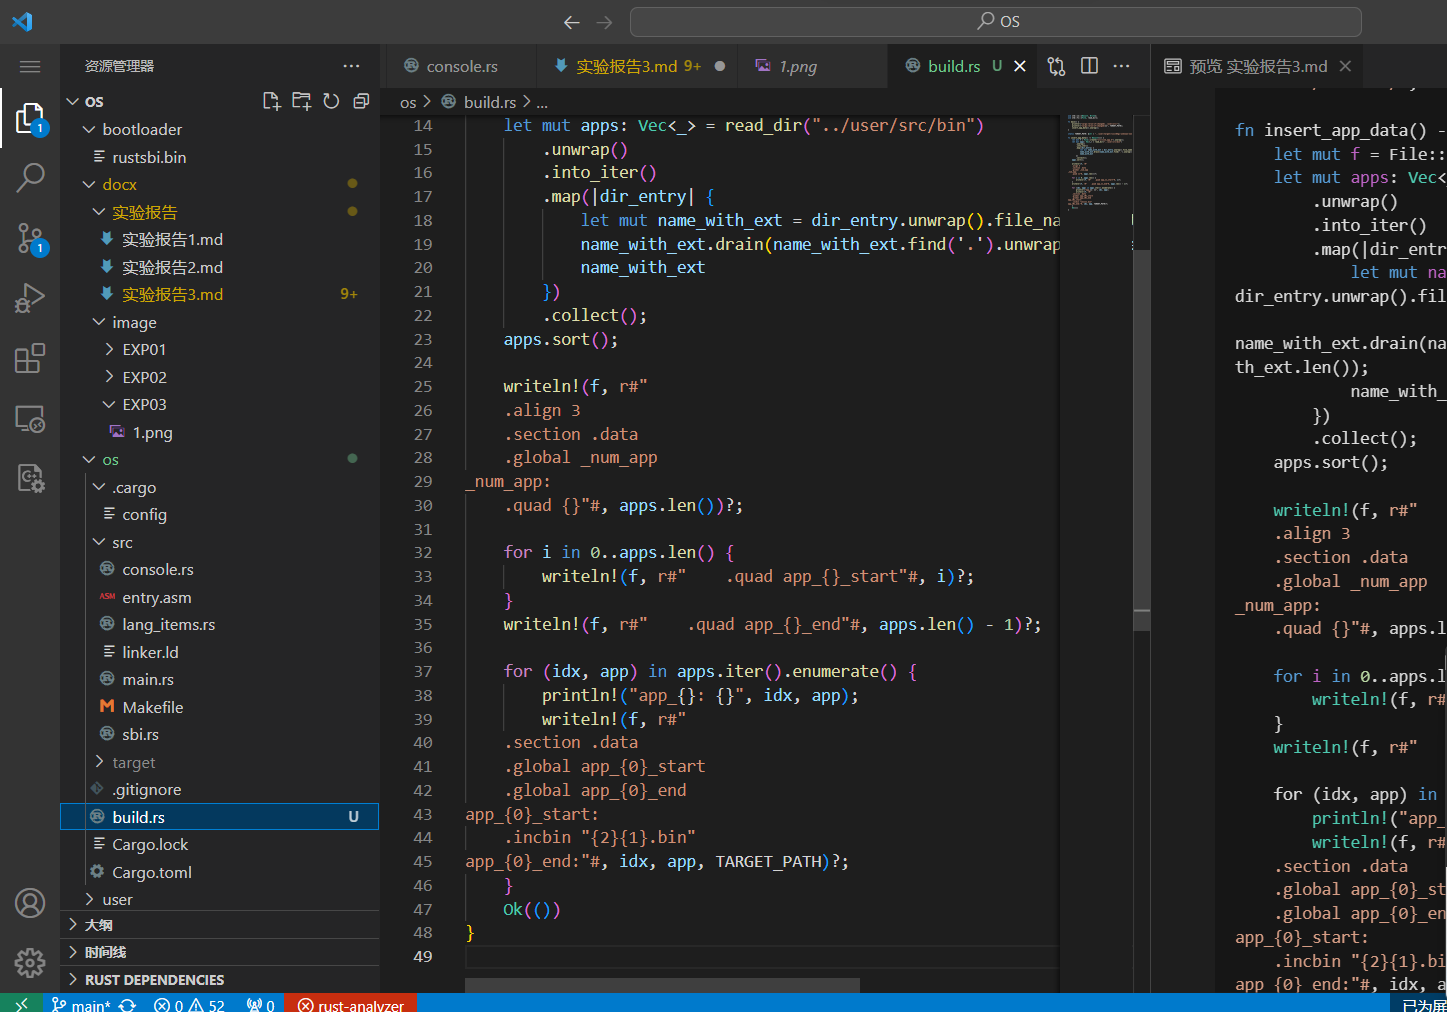 OS
资源管理器
console.rs
实验报告3.md 9+
1.png
build.rs U
预览 实验报告3.md
OS
bootloader
rustsbi.bin
docx
实验报告
实验报告1.md
实验报告2.md
实验报告3.md 9+
image
EXP01
EXP02
EXP03
1.png
os
.cargo
config
src
console.rs
entry.asm
lang_items.rs
linker.ld
main.rs
Makefile
sbi.rs
target
.gitignore
build.rs U
Cargo.lock
Cargo.toml
user
大纲
时间线
RUST DEPENDENCIES
os > build.rs > ...
14 let mut apps: Vec<_> = read_dir("../user/src/bin")
15 .unwrap()
16 .into_iter()
17 .map(|dir_entry| {
18 let mut name_with_ext = dir_entry.unwrap().file_na
19 name_with_ext.drain(name_with_ext.find('.').unwrap
20 name_with_ext
21 })
22 .collect();
23 apps.sort();
24
25 writeln!(f, r#"
26 .align 3
27 .section .data
28 .global _num_app
29 _num_app:
30 .quad {}"#, apps.len())?;
31
32 for i in 0..apps.len() {
33 writeln!(f, r#"    .quad app_{}_start"#, i)?;
34 }
35 writeln!(f, r#"    .quad app_{}_end"#, apps.len() - 1)?;
36
37 for (idx, app) in apps.iter().enumerate() {
38 println!("app_{}: {}", idx, app);
39 writeln!(f, r#"
40 .section .data
41 .global app_{0}_start
42 .global app_{0}_end
43 app_{0}_start:
44 .incbin "{2}{1}.bin"
45 app_{0}_end:"#, idx, app, TARGET_PATH)?;
46 }
47 Ok(())
48 }
49
fn insert_app_data() -
let mut f = File::
let mut apps: Vec<
.unwrap()
.into_iter()
.map(|dir_entr
let mut na
dir_entry.unwrap().fil
name_with_ext.drain(na
th_ext.len());
name_with_
})
.collect();
apps.sort();
writeln!(f, r#"
.align 3
.section .data
.global _num_app
_num_app:
.quad {}"#, apps.l
for i in 0..apps.l
writeln!(f, r#
}
writeln!(f, r#"
for (idx, app) in
println!("app_
writeln!(f, r#
.section .data
.global app_{0}_st
.global app_{0}_en
app_{0}_start:
.incbin "{2}{1}.bi
app_{0}_end:"#, idx, a
main* 0 52 0 rust-analyzer
已为屏